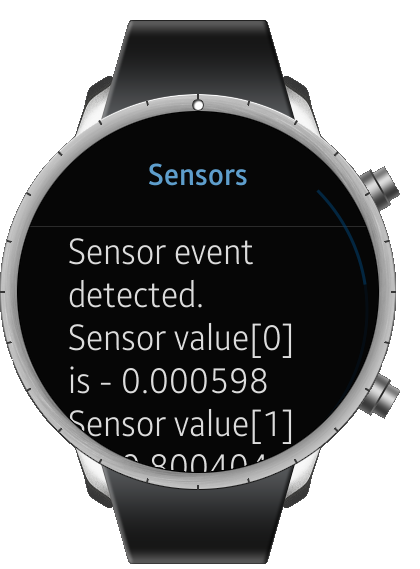 Sensors
Sensor event
detected.
Sensor value[0]
is - 0.000598
Sensor value[1]